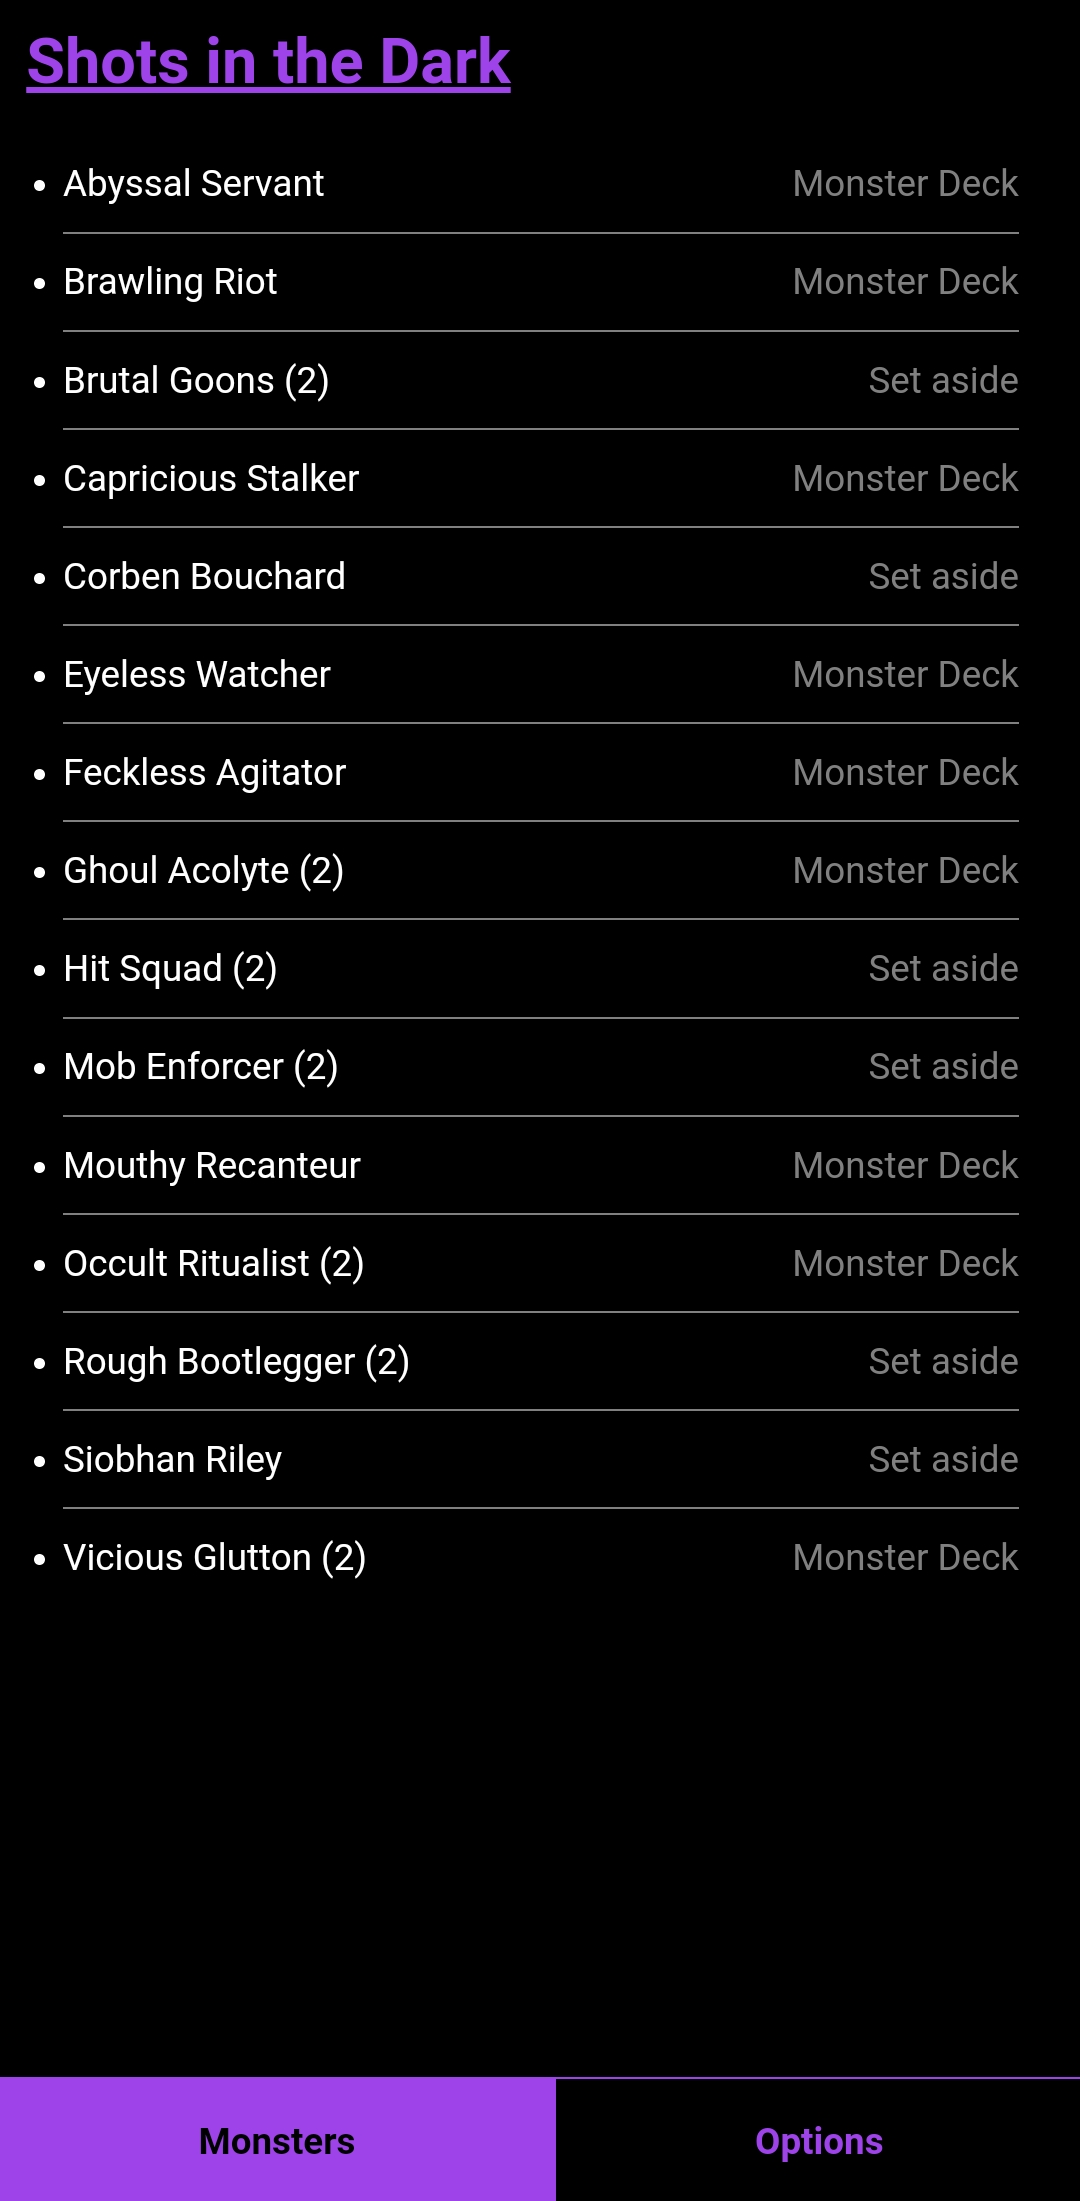 Shots in the Dark
• Abyssal Servant Monster Deck
• Brawling Riot Monster Deck
• Brutal Goons (2) Set aside
• Capricious Stalker Monster Deck
• Corben Bouchard Set aside
• Eyeless Watcher Monster Deck
• Feckless Agitator Monster Deck
• Ghoul Acolyte (2) Monster Deck
• Hit Squad (2) Set aside
• Mob Enforcer (2) Set aside
• Mouthy Recanteur Monster Deck
• Occult Ritualist (2) Monster Deck
• Rough Bootlegger (2) Set aside
• Siobhan Riley Set aside
• Vicious Glutton (2) Monster Deck
Monsters Options